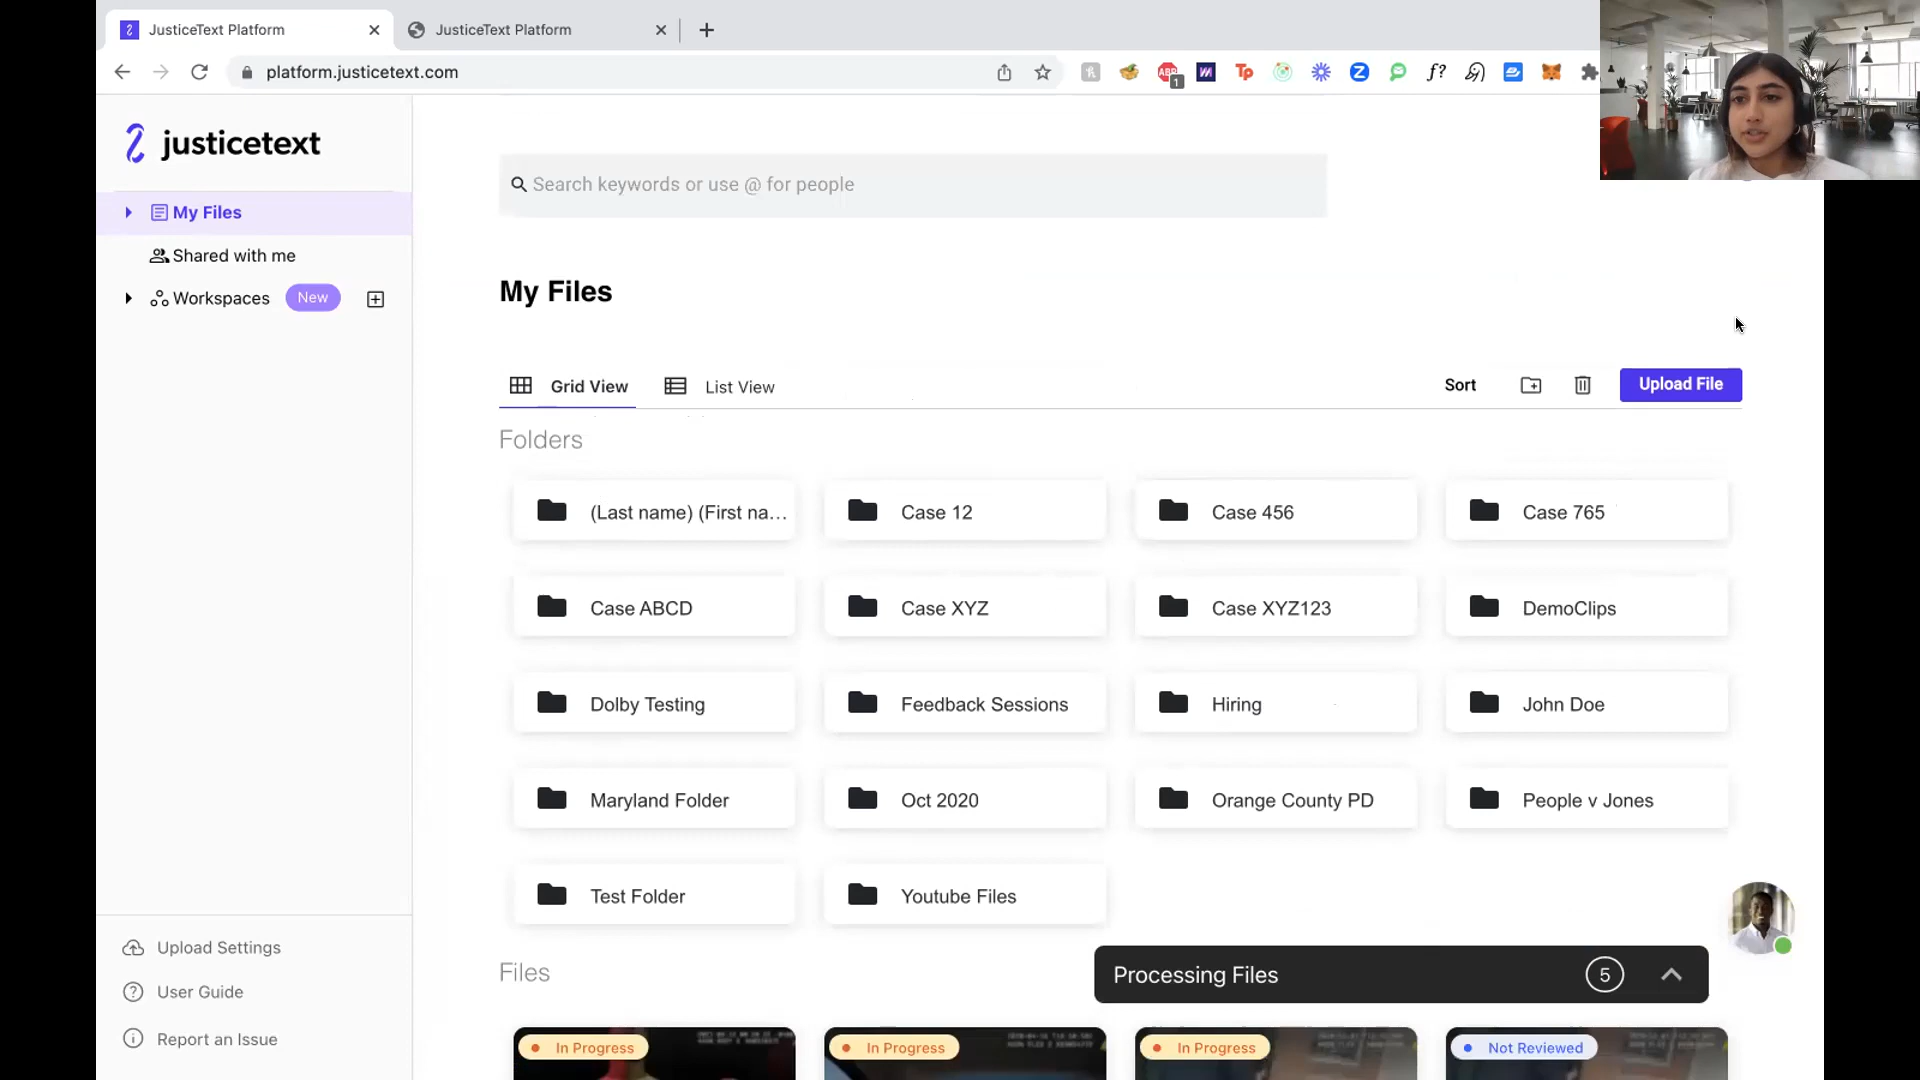 JusticeText Platform
JusticeText Platform
platform.justicetext.com
ABP
1
Tp
Z
f?
justicetext
My Files
Shared with me
Workspaces New
Search keywords or use @ for people
My Files
Grid View
List View
Sort
Upload File
Folders
(Last name) (First na...
Case 12
Case 456
Case 765
Case ABCD
Case XYZ
Case XYZ123
DemoClips
Dolby Testing
Feedback Sessions
Hiring
John Doe
Maryland Folder
Oct 2020
Orange County PD
People v Jones
Test Folder
Youtube Files
Files
Processing Files 5
In Progress
In Progress
In Progress
Not Reviewed
Upload Settings
User Guide
Report an Issue